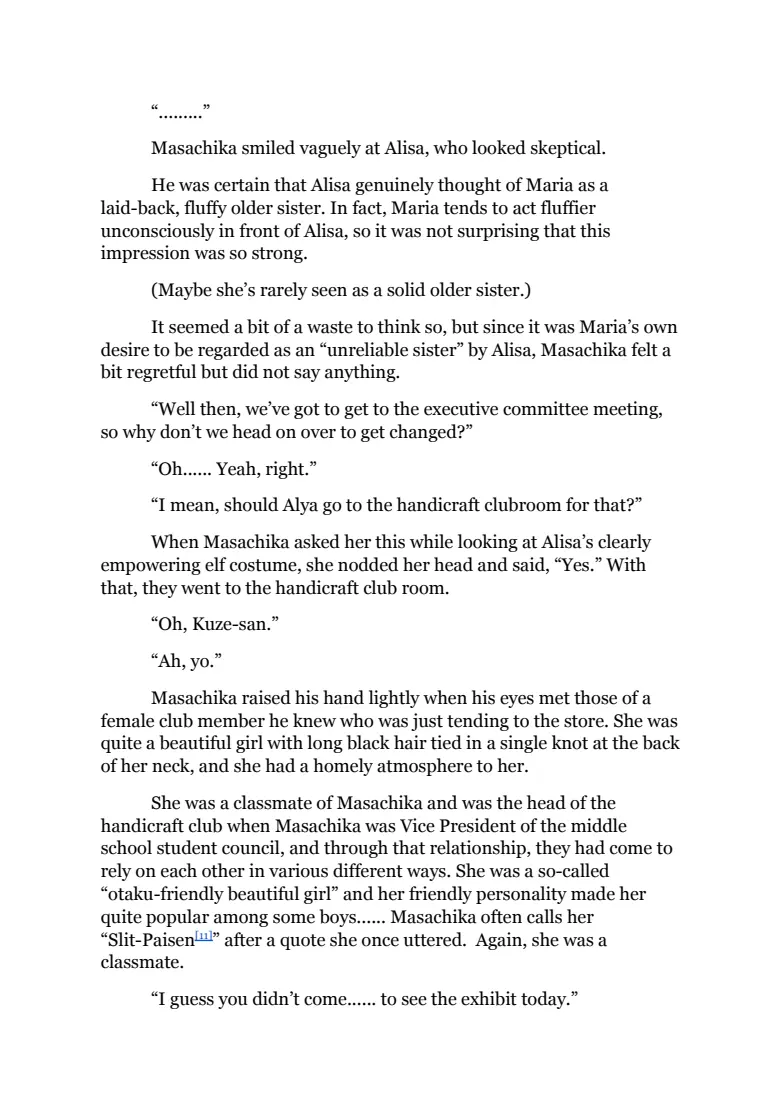 “.........”
Masachika smiled vaguely at Alisa, who looked skeptical.
He was certain that Alisa genuinely thought of Maria as a
laid-back, fluffy older sister. In fact, Maria tends to act fluffier
unconsciously in front of Alisa, so it was not surprising that this
impression was so strong.
(Maybe she’s rarely seen as a solid older sister.)
It seemed a bit of a waste to think so, but since it was Maria’s own
desire to be regarded as an “unreliable sister” by Alisa, Masachika felt a
bit regretful but did not say anything.
“Well then, we’ve got to get to the executive committee meeting,
so why don’t we head on over to get changed?”
“Oh...... Yeah, right.”
“I mean, should Alya go to the handicraft clubroom for that?”
When Masachika asked her this while looking at Alisa’s clearly
empowering elf costume, she nodded her head and said, “Yes.” With
that, they went to the handicraft club room.
“Oh, Kuze-san.”
“Ah, yo.”
Masachika raised his hand lightly when his eyes met those of a
female club member he knew who was just tending to the store. She was
quite a beautiful girl with long black hair tied in a single knot at the back
of her neck, and she had a homely atmosphere to her.
She was a classmate of Masachika and was the head of the
handicraft club when Masachika was Vice President of the middle
school student council, and through that relationship, they had come to
rely on each other in various different ways. She was a so-called
“otaku-friendly beautiful girl” and her friendly personality made her
quite popular among some boys...... Masachika often calls her
“Slit-Paisen[11]” after a quote she once uttered. Again, she was a
classmate.
“I guess you didn’t come...... to see the exhibit today.”